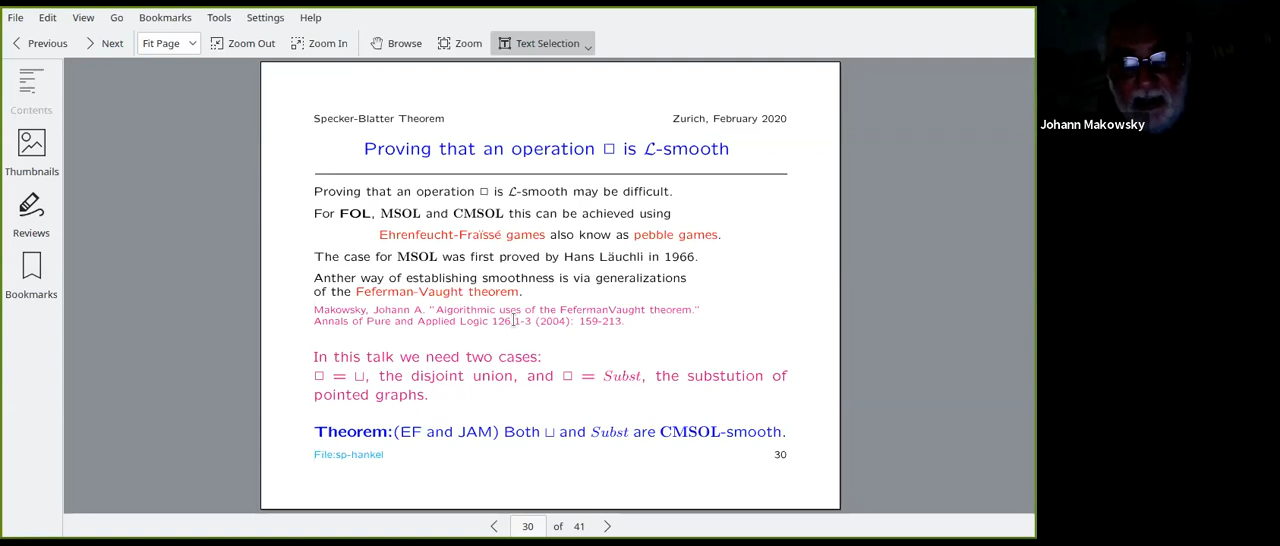 File Edit View Go Bookmarks Tools Settings Help
Previous Next Fit Page Zoom Out Zoom In Browse Zoom Text Selection
Contents
Thumbnails
Reviews
Bookmarks
Specker-Blatter Theorem Zurich, February 2020
Proving that an operation □ is ℒ-smooth
Proving that an operation □ is ℒ-smooth may be difficult.
For FOL, MSOL and CMSOL this can be achieved using
Ehrenfeucht-Fraïssé games also know as pebble games.
The case for MSOL was first proved by Hans Läuchli in 1966.
Anther way of establishing smoothness is via generalizations
of the Feferman-Vaught theorem.
Makowsky, Johann A. "Algorithmic uses of the FefermanVaught theorem."
Annals of Pure and Applied Logic 126.1-3 (2004): 159-213.
In this talk we need two cases:
□ = ⊔, the disjoint union, and □ = Subst, the substution of
pointed graphs.
Theorem:(EF and JAM) Both ⊔ and Subst are CMSOL-smooth.
File:sp-hankel 30
30 of 41
Johann Makowsky